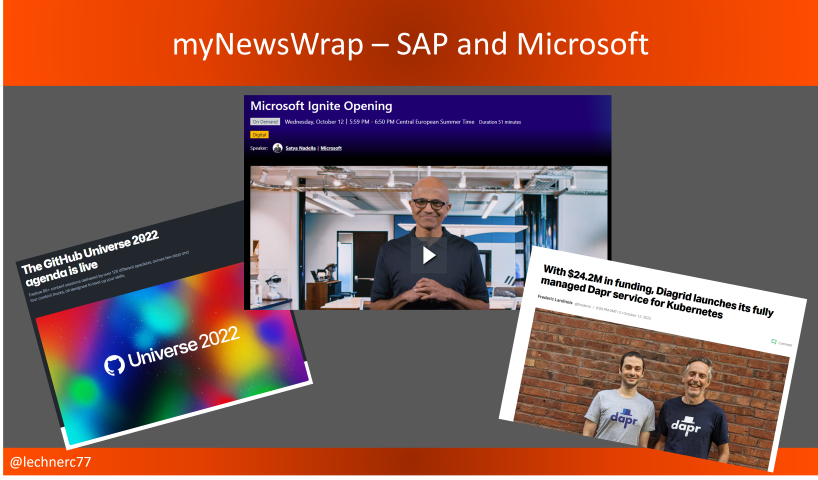 myNewsWrap – SAP and Microsoft
Microsoft Ignite Opening
On Demand Wednesday, October 12 | 5:59 PM - 6:50 PM Central European Summer Time Duration 51 minutes
Digital
Speaker: Satya Nadella | Microsoft
The GitHub Universe 2022
agenda is live
Universe 2022
With $24.2M in funding, Diagrid launches its fully
managed Dapr service for Kubernetes
Frederic Lardinois
Comment
dapr
dapr
@lechnerc77